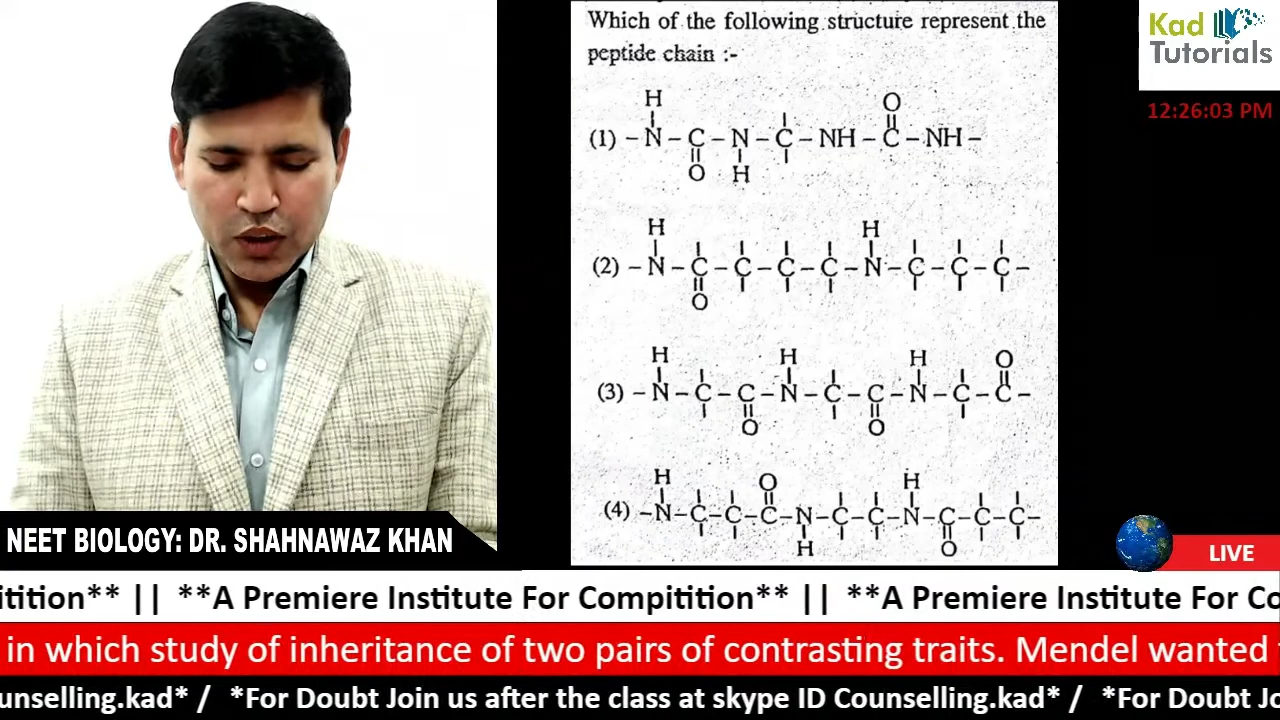 Which of the following structure represent the
peptide chain :-
H
O
(1) – N – C – N – C – NH – C – NH –
O H
H
H
(2) – N – C – C – C – C – N – C – C – C –
O
H
H
H
O
(3) – N – C – C – N – C – C – N – C – C –
O
O
H
O
H
(4) – N – C – C – C – N – C – C – N – C – C – C –
H
O
Kad
Tutorials
12:26:03 PM
NEET BIOLOGY: DR. SHAHNAWAZ KHAN
LIVE
itition** || **A Premiere Institute For Compitition** || **A Premiere Institute For Co
in which study of inheritance of two pairs of contrasting traits. Mendel wanted
unselling.kad* / *For Doubt Join us after the class at skype ID Counselling.kad* / *For Doubt Jo